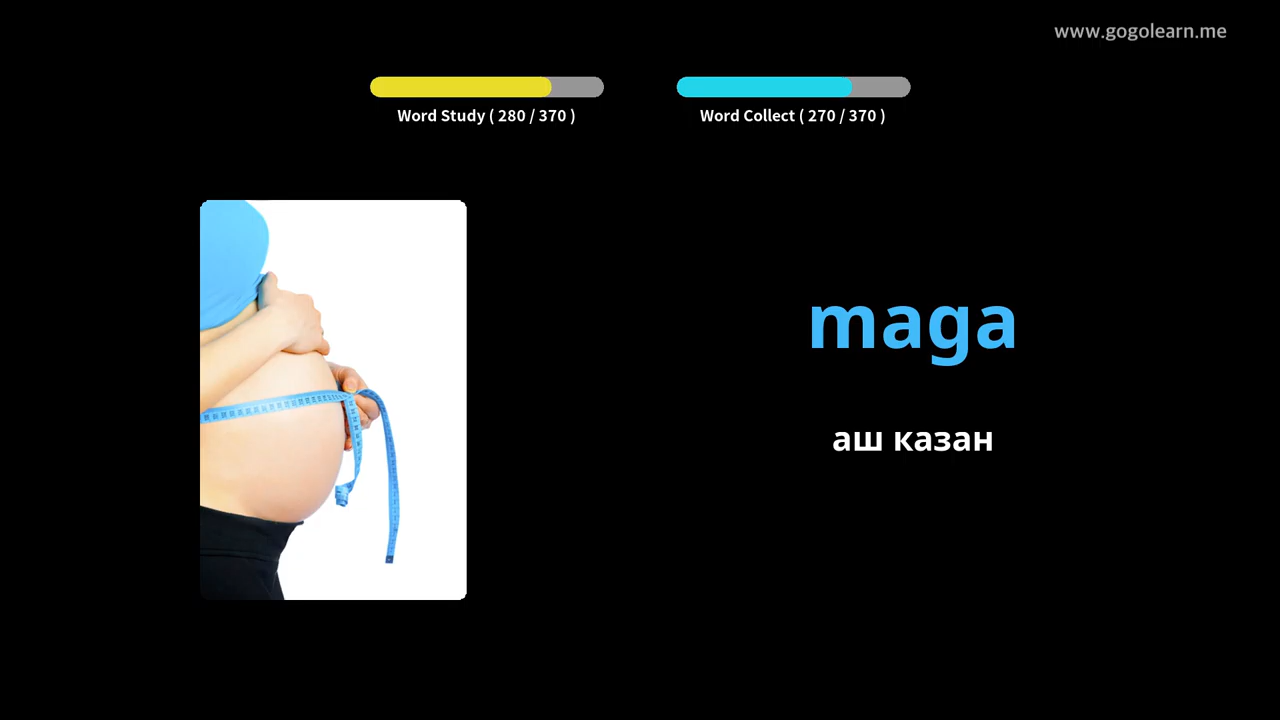 www.gogolearn.me
Word Study ( 280 / 370 )
Word Collect ( 270 / 370 )
maga
аш казан